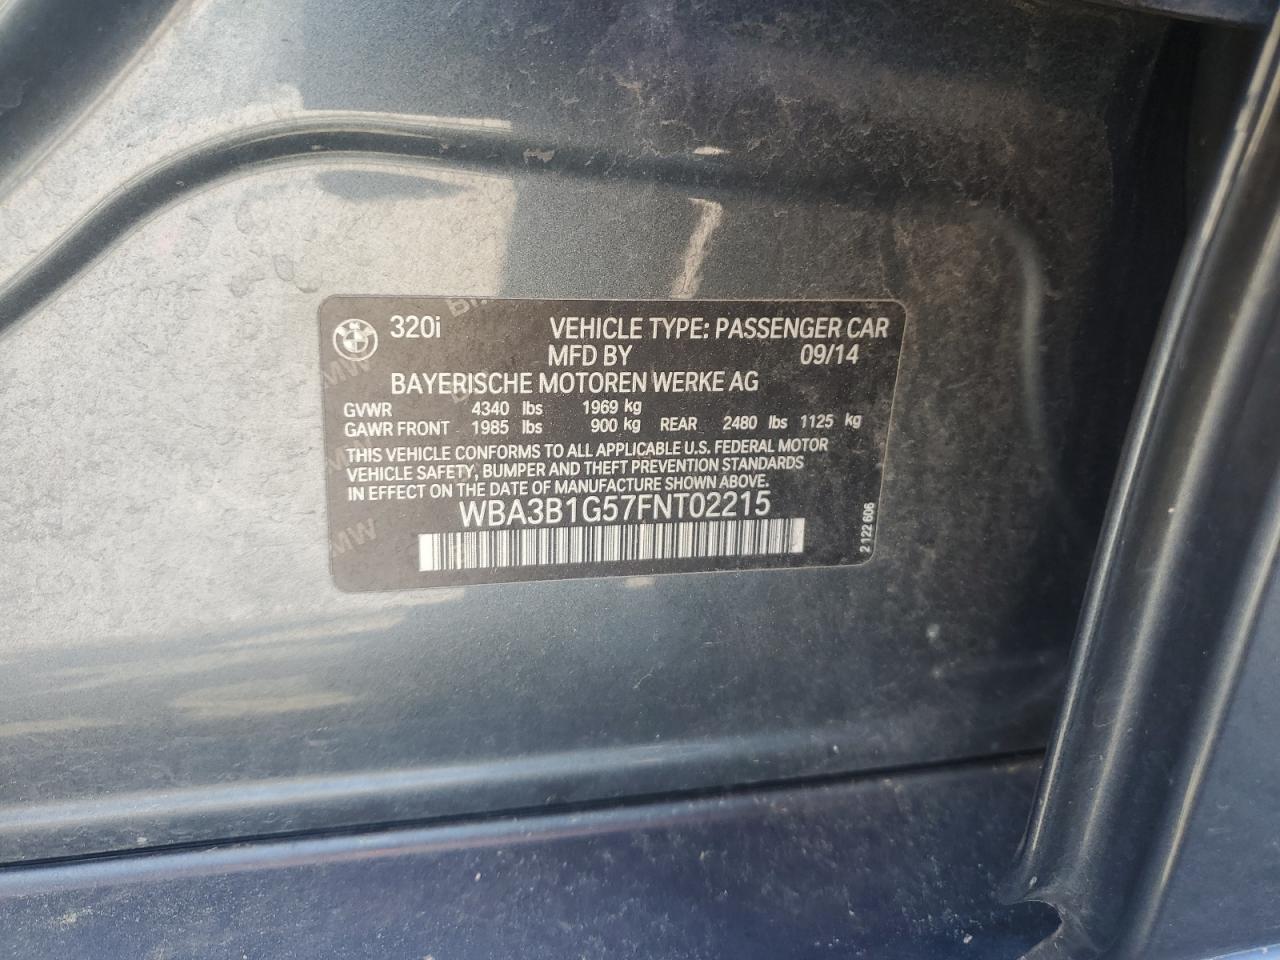 320i VEHICLE TYPE: PASSENGER CAR
MFD BY 09/14
BAYERISCHE MOTOREN WERKE AG
GVWR 4340 lbs 1969 kg
GAWR FRONT 1985 lbs 900 kg REAR 2480 lbs 1125 kg
THIS VEHICLE CONFORMS TO ALL APPLICABLE U.S. FEDERAL MOTOR
VEHICLE SAFETY, BUMPER AND THEFT PREVENTION STANDARDS
IN EFFECT ON THE DATE OF MANUFACTURE SHOWN ABOVE.
WBA3B1G57FNT02215
2 122 606